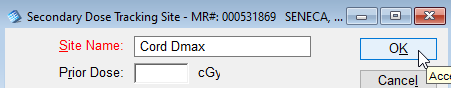 Secondary Dose Tracking Site - MR#: 000531869 SENECA, ...
Site Name: Cord Dmax OK
Prior Dose: cGy Cancel